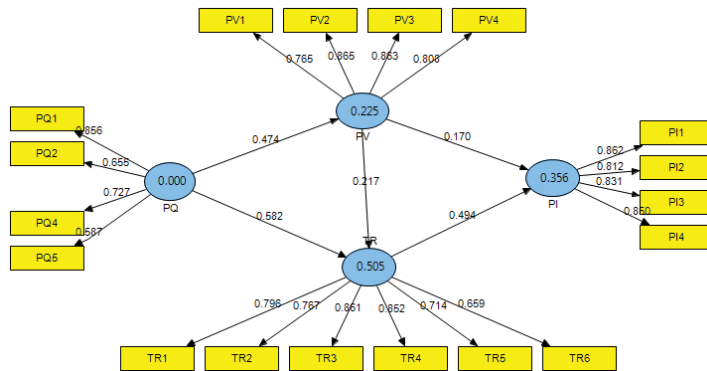 PV1 PV2 PV3 PV4
0.765 0.865 0.863 0.808
0.225
PV
PQ1
PQ2
PQ4
PQ5
0.856
0.655
0.727
0.587
0.000
PQ
0.474
0.582
0.217
0.170
0.494
PI1
PI2
PI3
PI4
0.862
0.812
0.831
0.850
0.356
PI
TR
0.505
0.796 0.767 0.861 0.852 0.714 0.659
TR1 TR2 TR3 TR4 TR5 TR6